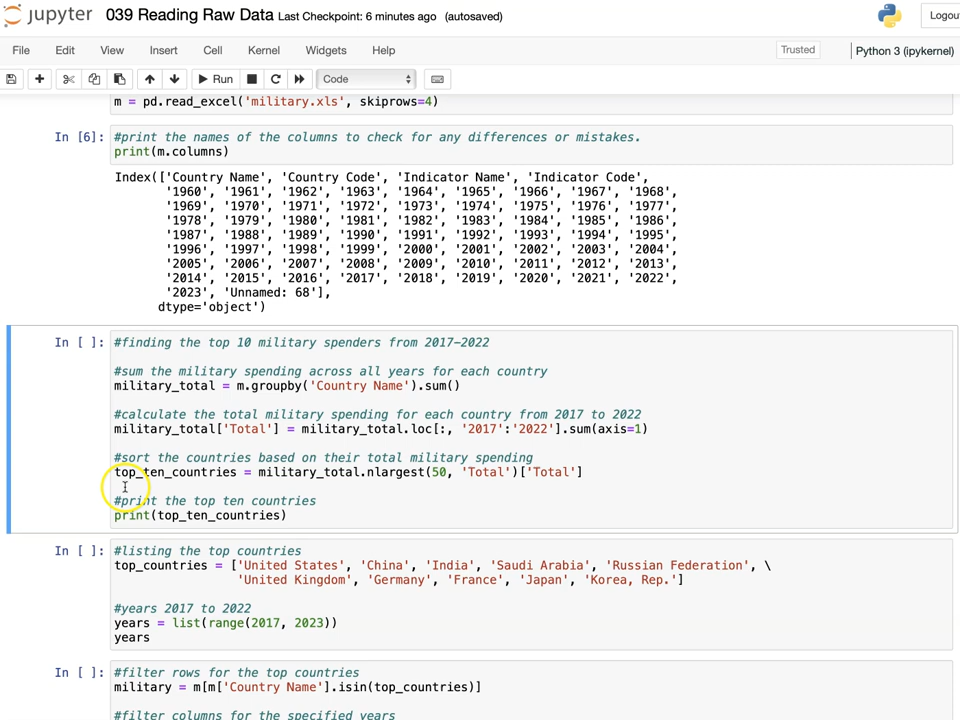 jupyter 039 Reading Raw Data Last Checkpoint: 6 minutes ago (autosaved)
File Edit View Insert Cell Kernel Widgets Help Trusted Python 3 (ipykernel)
Run Code
m = pd.read_excel('military.xls', skiprows=4)
In [6]: #print the names of the columns to check for any differences or mistakes.
print(m.columns)
Index(['Country Name', 'Country Code', 'Indicator Name', 'Indicator Code',
'1960', '1961', '1962', '1963', '1964', '1965', '1966', '1967', '1968',
'1969', '1970', '1971', '1972', '1973', '1974', '1975', '1976', '1977',
'1978', '1979', '1980', '1981', '1982', '1983', '1984', '1985', '1986',
'1987', '1988', '1989', '1990', '1991', '1992', '1993', '1994', '1995',
'1996', '1997', '1998', '1999', '2000', '2001', '2002', '2003', '2004',
'2005', '2006', '2007', '2008', '2009', '2010', '2011', '2012', '2013',
'2014', '2015', '2016', '2017', '2018', '2019', '2020', '2021', '2022',
'2023', 'Unnamed: 68'],
dtype='object')
In [ ]: #finding the top 10 military spenders from 2017-2022
#sum the military spending across all years for each country
military_total = m.groupby('Country Name').sum()
#calculate the total military spending for each country from 2017 to 2022
military_total['Total'] = military_total.loc[:, '2017':'2022'].sum(axis=1)
#sort the countries based on their total military spending
top_ten_countries = military_total.nlargest(50, 'Total')['Total']
#print the top ten countries
print(top_ten_countries)
In [ ]: #listing the top countries
top_countries = ['United States', 'China', 'India', 'Saudi Arabia', 'Russian Federation', \
'United Kingdom', 'Germany', 'France', 'Japan', 'Korea, Rep.']
#years 2017 to 2022
years = list(range(2017, 2023))
years
In [ ]: #filter rows for the top countries
military = m[m['Country Name'].isin(top_countries)]
#filter columns for the specified years